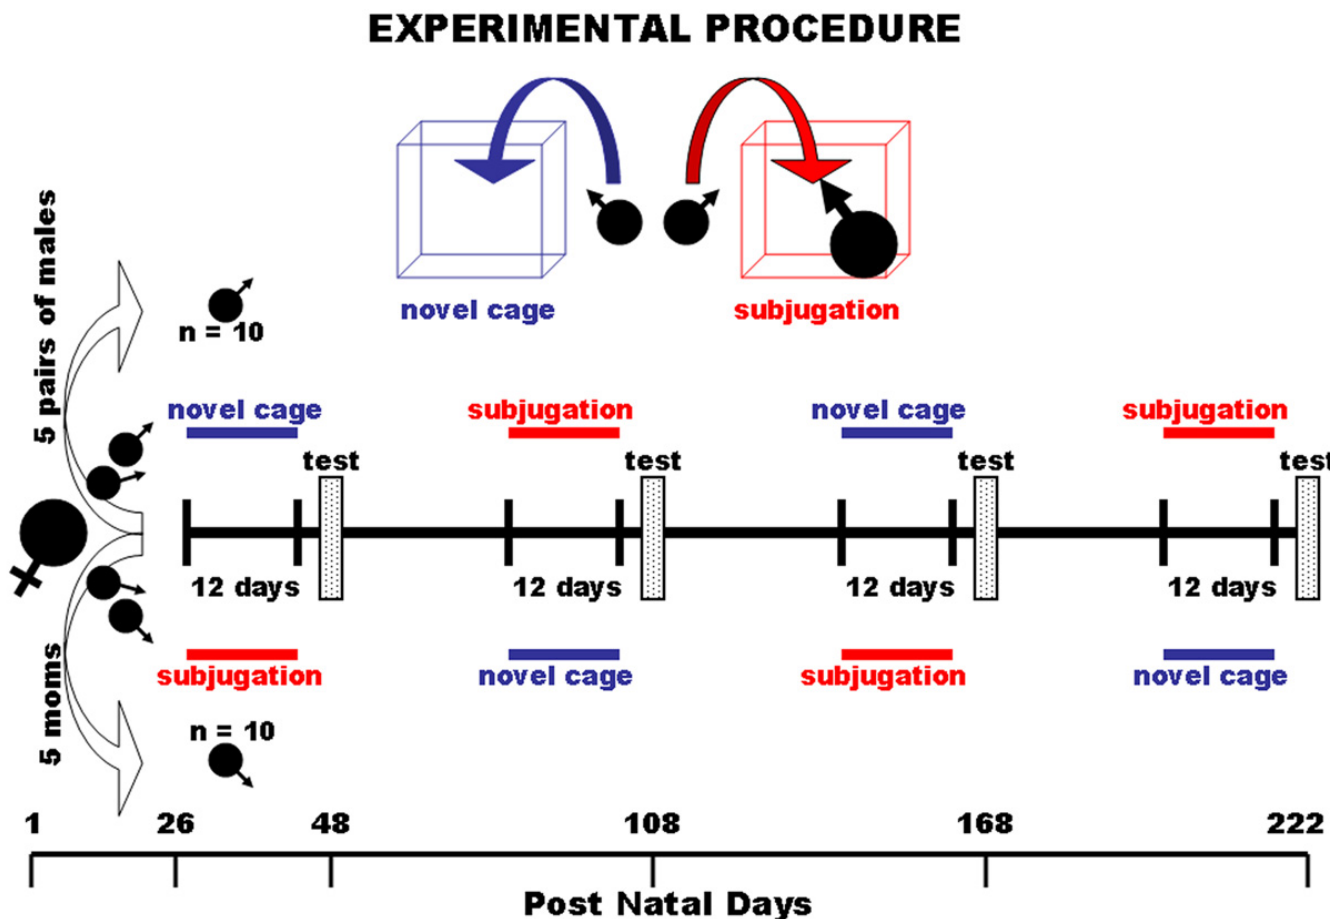 EXPERIMENTAL PROCEDURE
novel cage
subjugation
5 pairs of males
n = 10
novel cage
subjugation
novel cage
subjugation
test
test
test
test
12 days
12 days
12 days
12 days
subjugation
novel cage
subjugation
novel cage
5 moms
n = 10
1
26
48
108
168
222
Post Natal Days